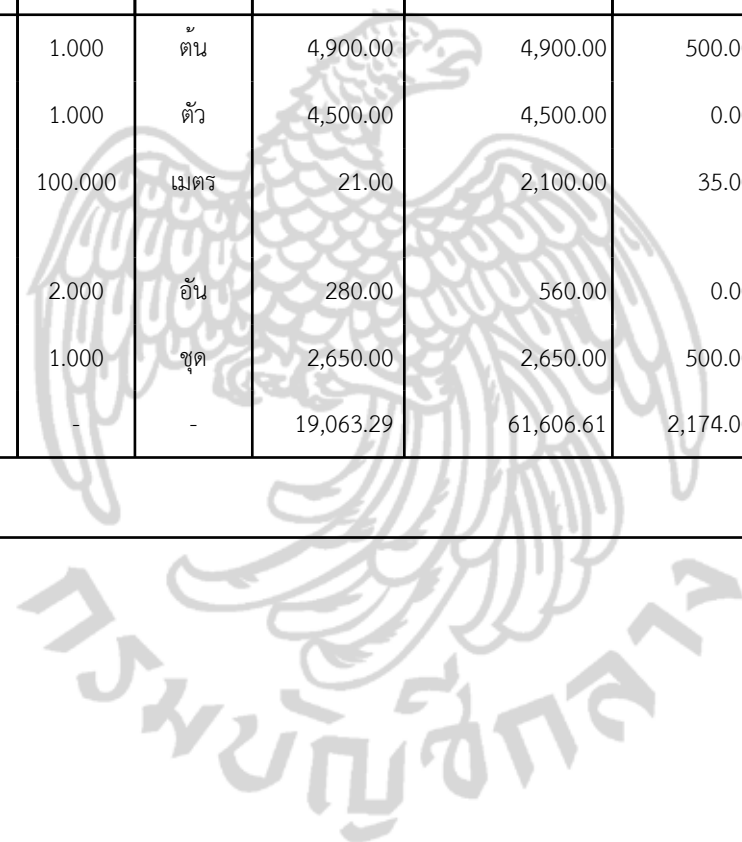 1.000 ต้น 4,900.00 4,900.00 500.0
1.000 ตัว 4,500.00 4,500.00 0.0
100.000 เมตร 21.00 2,100.00 35.0
2.000 อัน 280.00 560.00 0.0
1.000 ชุด 2,650.00 2,650.00 500.0
- - 19,063.29 61,606.61 2,174.0
กรมบัญชีกลาง